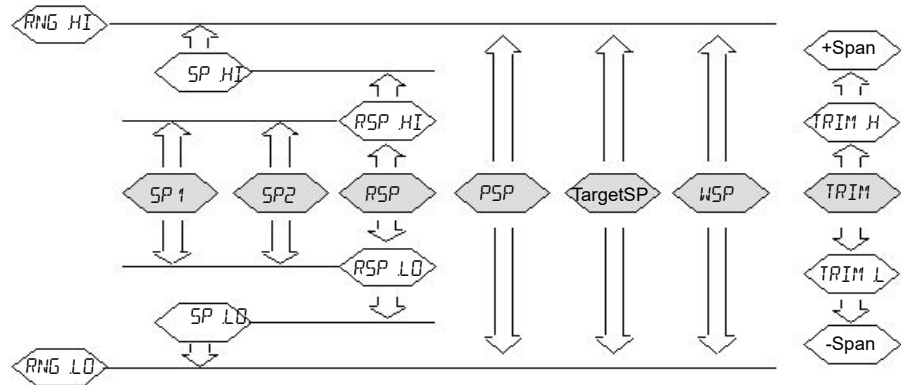 RNG.HI
+Span
SP.HI
RSP.HI
TRIM.H
SP1 SP2 RSP PSP TargetSP WSP TRIM
RSP.LO
TRIM.L
SP.LO
-Span
RNG.LO